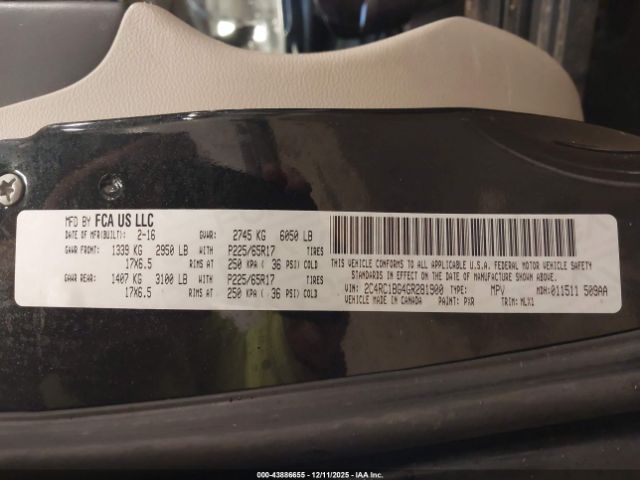 MFD BY FCA US LLC
DATE OF MFR(BUILT): 2-16 GVWR: 2745 KG 6050 LB
GAWR FRONT: 1339 KG 2950 LB WITH P225/65R17 TIRES
17X6.5 RIMS AT 250 KPA ( 36 PSI) COLD
GAWR REAR: 1407 KG 3100 LB WITH P225/65R17 TIRES
17X6.5 RIMS AT 250 KPA ( 36 PSI) COLD
THIS VEHICLE CONFORMS TO ALL APPLICABLE U.S.A. FEDERAL MOTOR VEHICLE SAFETY
STANDARDS IN EFFECT ON THE DATE OF MANUFACTURE SHOWN ABOVE
VIN: 2C4RC1BG4GR281900 TYPE: MPV MDH: 011511 509AA
VEHICLE MADE IN CANADA PAINT: PXR TRIM: MLX1
000-43886655 - 12/11/2025 - IAA Inc.